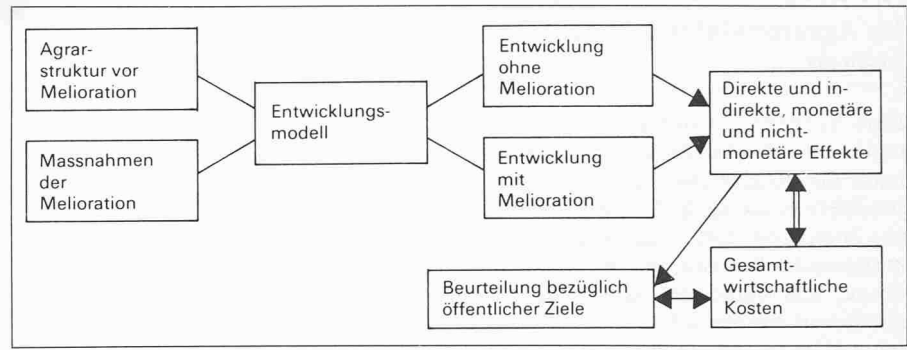 Agrar-
struktur vor
Melioration
Massnahmen
der
Melioration
Entwicklungs-
modell
Entwicklung
ohne
Melioration
Entwicklung
mit
Melioration
Direkte und in-
direkte, monetäre
und nicht-
monetäre Effekte
Beurteilung bezüglich
öffentlicher Ziele
Gesamt-
wirtschaftliche
Kosten